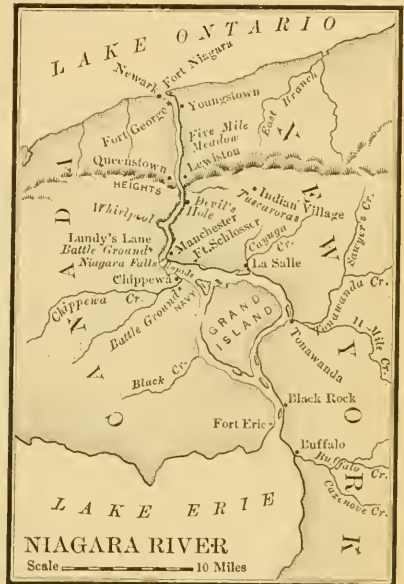 LAKE ONTARIO
Fort Niagara
Newark
Youngstown
East Branch
Fort George
Five Mile
Meadow
Queenstown
Lewiston
HEIGHTS
Devil's
Hole
Tuscaroras
Indian Village
Whirlpool
Sawyer's Cr.
Lundy's Lane
Battle Ground
Manchester
Ft. Schlosser
Cayuga
Cr.
Niagara Falls
Rapids
La Salle
Chippewa
Chippewa Cr.
Battle Ground
NAVY
GRAND
ISLAND
Tonawanda Cr.
Tonawanda
11-Mile Cr.
Black Cr.
Black Rock
Fort Erie
Buffalo
Buffalo Cr.
Cazenove Cr.
CANADA
NEW YORK
LAKE ERIE
NIAGARA RIVER
Scale 10 Miles